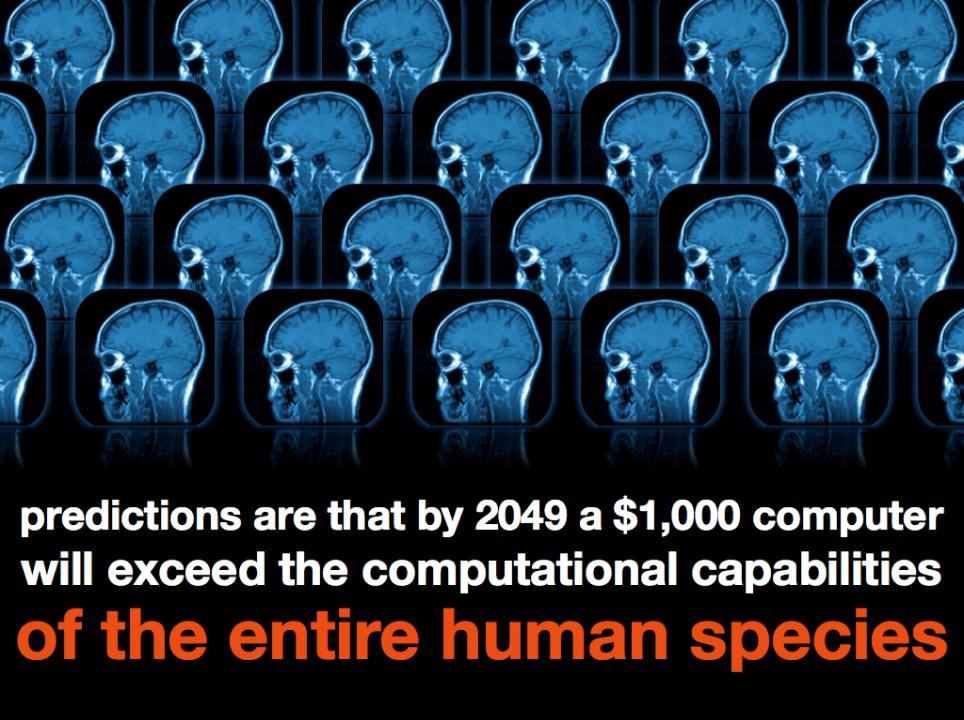 predictions are that by 2049 a $1,000 computer
will exceed the computational capabilities
of the entire human species